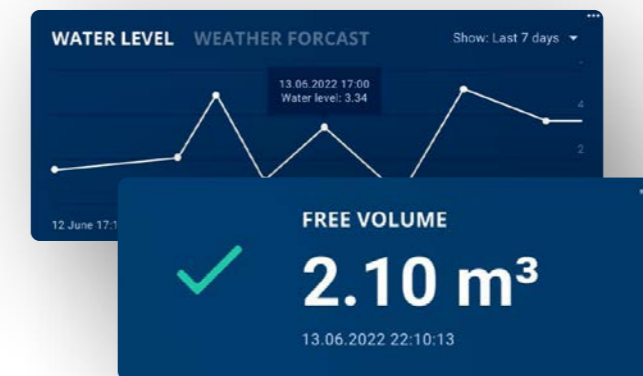 WATER LEVEL WEATHER FORCAST Show: Last 7 days
13.06.2022 17:00
Water level: 3.34
4
2
12 June 17:1
FREE VOLUME
2.10 m³
13.06.2022 22:10:13